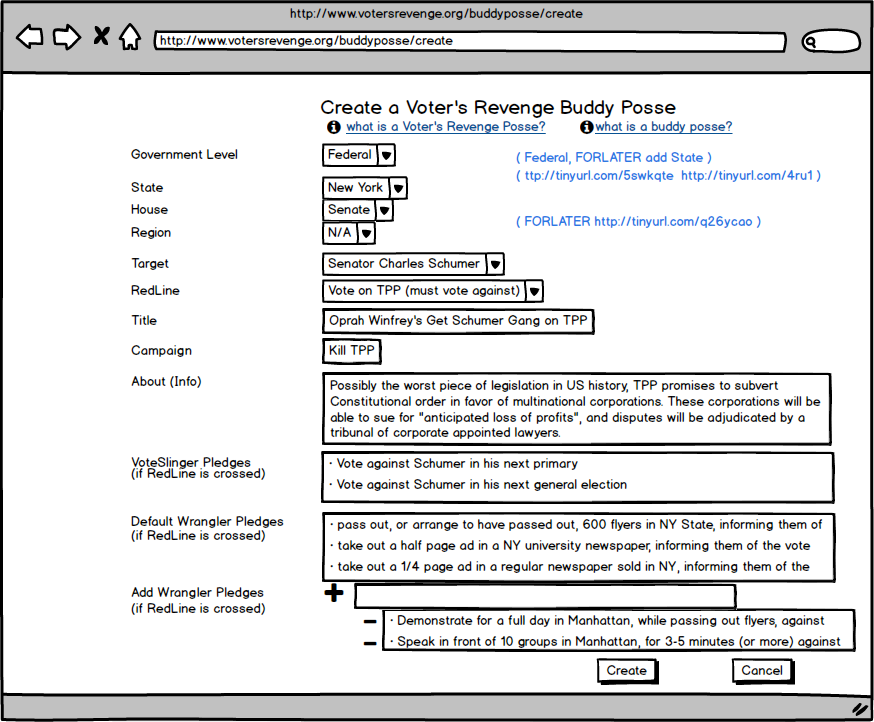 http://www.votersrevenge.org/buddyposse/create
http://www.votersrevenge.org/buddyposse/create
Create a Voter's Revenge Buddy Posse
what is a Voter's Revenge Posse? what is a buddy posse?
Government Level Federal ( Federal, FORLATER add State )
( ttp://tinyurl.com/5swkqte http://tinyurl.com/4ru1 )
State New York
House Senate
( FORLATER http://tinyurl.com/q26ycao )
Region N/A
Target Senator Charles Schumer
RedLine Vote on TPP (must vote against)
Title Oprah Winfrey's Get Schumer Gang on TPP
Campaign Kill TPP
About (Info)
Possibly the worst piece of legislation in US history, TPP promises to subvert
Constitutional order in favor of multinational corporations. These corporations will be
able to sue for "anticipated loss of profits", and disputes will be adjudicated by a
tribunal of corporate appointed lawyers.
VoteSlinger Pledges
(if RedLine is crossed)
· Vote against Schumer in his next primary
· Vote against Schumer in his next general election
Default Wrangler Pledges
(if RedLine is crossed)
· pass out, or arrange to have passed out, 600 flyers in NY State, informing them of
· take out a half page ad in a NY university newspaper, informing them of the vote
· take out a 1/4 page ad in a regular newspaper sold in NY, informing them of the
Add Wrangler Pledges
(if RedLine is crossed)
· Demonstrate for a full day in Manhattan, while passing out flyers, against
· Speak in front of 10 groups in Manhattan, for 3-5 minutes (or more) against
Create Cancel